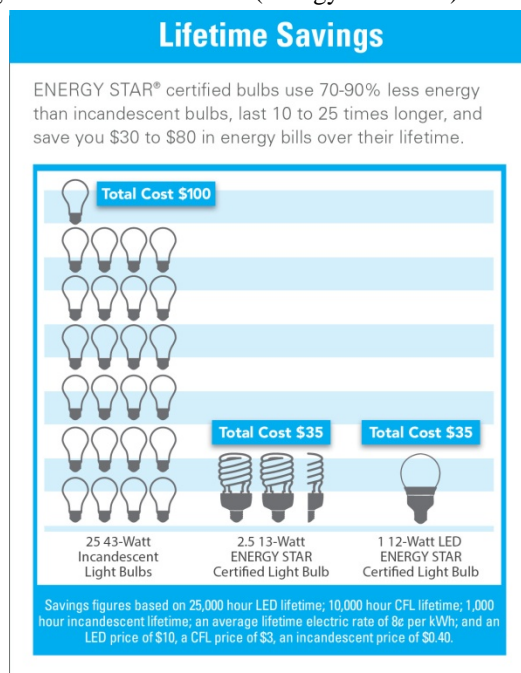 Lifetime Savings
ENERGY STAR® certified bulbs use 70-90% less energy
than incandescent bulbs, last 10 to 25 times longer, and
save you $30 to $80 in energy bills over their lifetime.
Total Cost $100
Total Cost $35
Total Cost $35
25 43-Watt
Incandescent
Light Bulbs
2.5 13-Watt
ENERGY STAR
Certified Light Bulb
1 12-Watt LED
ENERGY STAR
Certified Light Bulb
Savings figures based on 25,000 hour LED lifetime; 10,000 hour CFL lifetime; 1,000
hour incandescent lifetime; an average lifetime electric rate of 8¢ per kWh; and an
LED price of $10, a CFL price of $3, an incandescent price of $0.40.